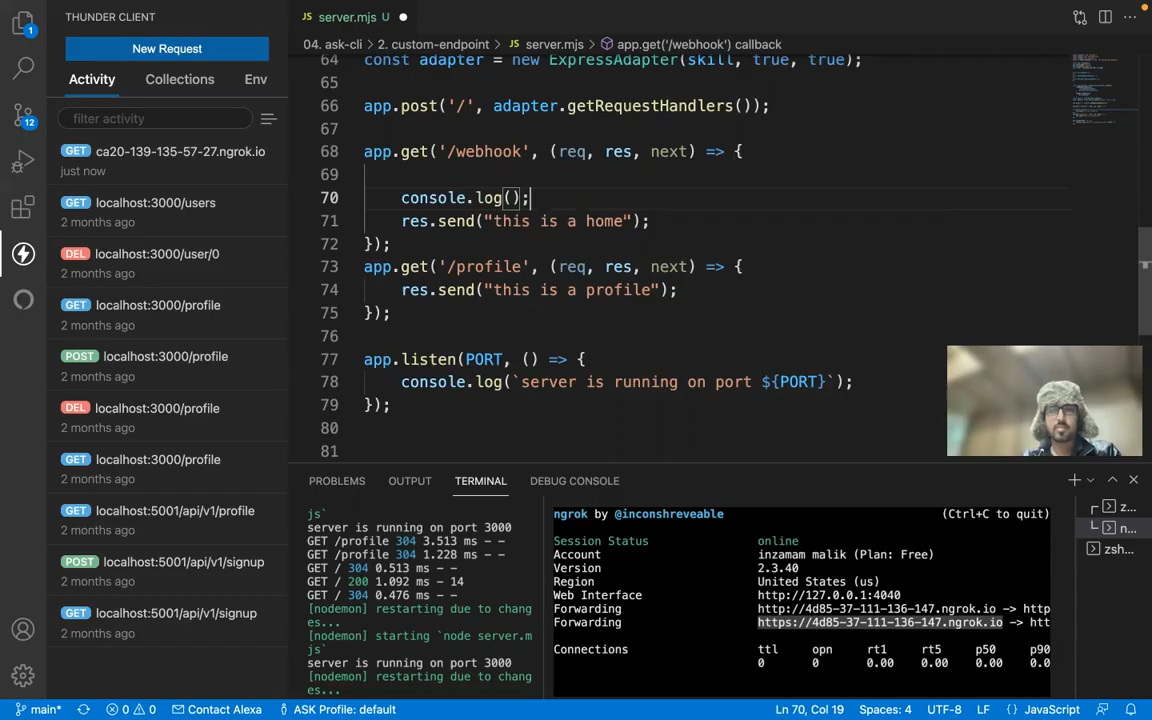 THUNDER CLIENT
New Request
Activity Collections Env
filter activity
GET ca20-139-135-57-27.ngrok.io
just now
GET localhost:3000/users
2 months ago
DEL localhost:3000/user/0
2 months ago
GET localhost:3000/profile
2 months ago
POST localhost:3000/profile
2 months ago
DEL localhost:3000/profile
2 months ago
GET localhost:3000/profile
2 months ago
GET localhost:5001/api/v1/profile
2 months ago
POST localhost:5001/api/v1/signup
2 months ago
GET localhost:5001/api/v1/signup
2 months ago
1
12
JS server.mjs U
04. ask-cli > 2. custom-endpoint > JS server.mjs > app.get('/webhook') callback
64 const adapter = new ExpressAdapter(skill, true, true);
65
66 app.post('/', adapter.getRequestHandlers());
67
68 app.get('/webhook', (req, res, next) => {
69
70 console.log();
71 res.send("this is a home");
72 });
73 app.get('/profile', (req, res, next) => {
74 res.send("this is a profile");
75 });
76
77 app.listen(PORT, () => {
78 console.log(`server is running on port ${PORT}`);
79 });
80
81
PROBLEMS OUTPUT TERMINAL DEBUG CONSOLE
js`
server is running on port 3000
GET /profile 304 3.513 ms - -
GET /profile 304 1.228 ms - -
GET / 304 0.513 ms - -
GET / 200 1.092 ms - 14
GET / 304 0.476 ms - -
[nodemon] restarting due to chang
es...
[nodemon] starting `node server.m
js`
server is running on port 3000
[nodemon] restarting due to chang
es...
ngrok by @inconshreveable (Ctrl+C to quit)
Session Status online
Account inzamam malik (Plan: Free)
Version 2.3.40
Region United States (us)
Web Interface http://127.0.0.1:4040
Forwarding http://4d85-37-111-136-147.ngrok.io -> http
Forwarding https://4d85-37-111-136-147.ngrok.io -> htt
Connections ttl opn rt1 rt5 p50 p90
0 0 0.00 0.00 0.00 0.0
z...
n...
zsh...
main* 0 0 Contact Alexa ASK Profile: default Ln 70, Col 19 Spaces: 4 UTF-8 LF {} JavaScript